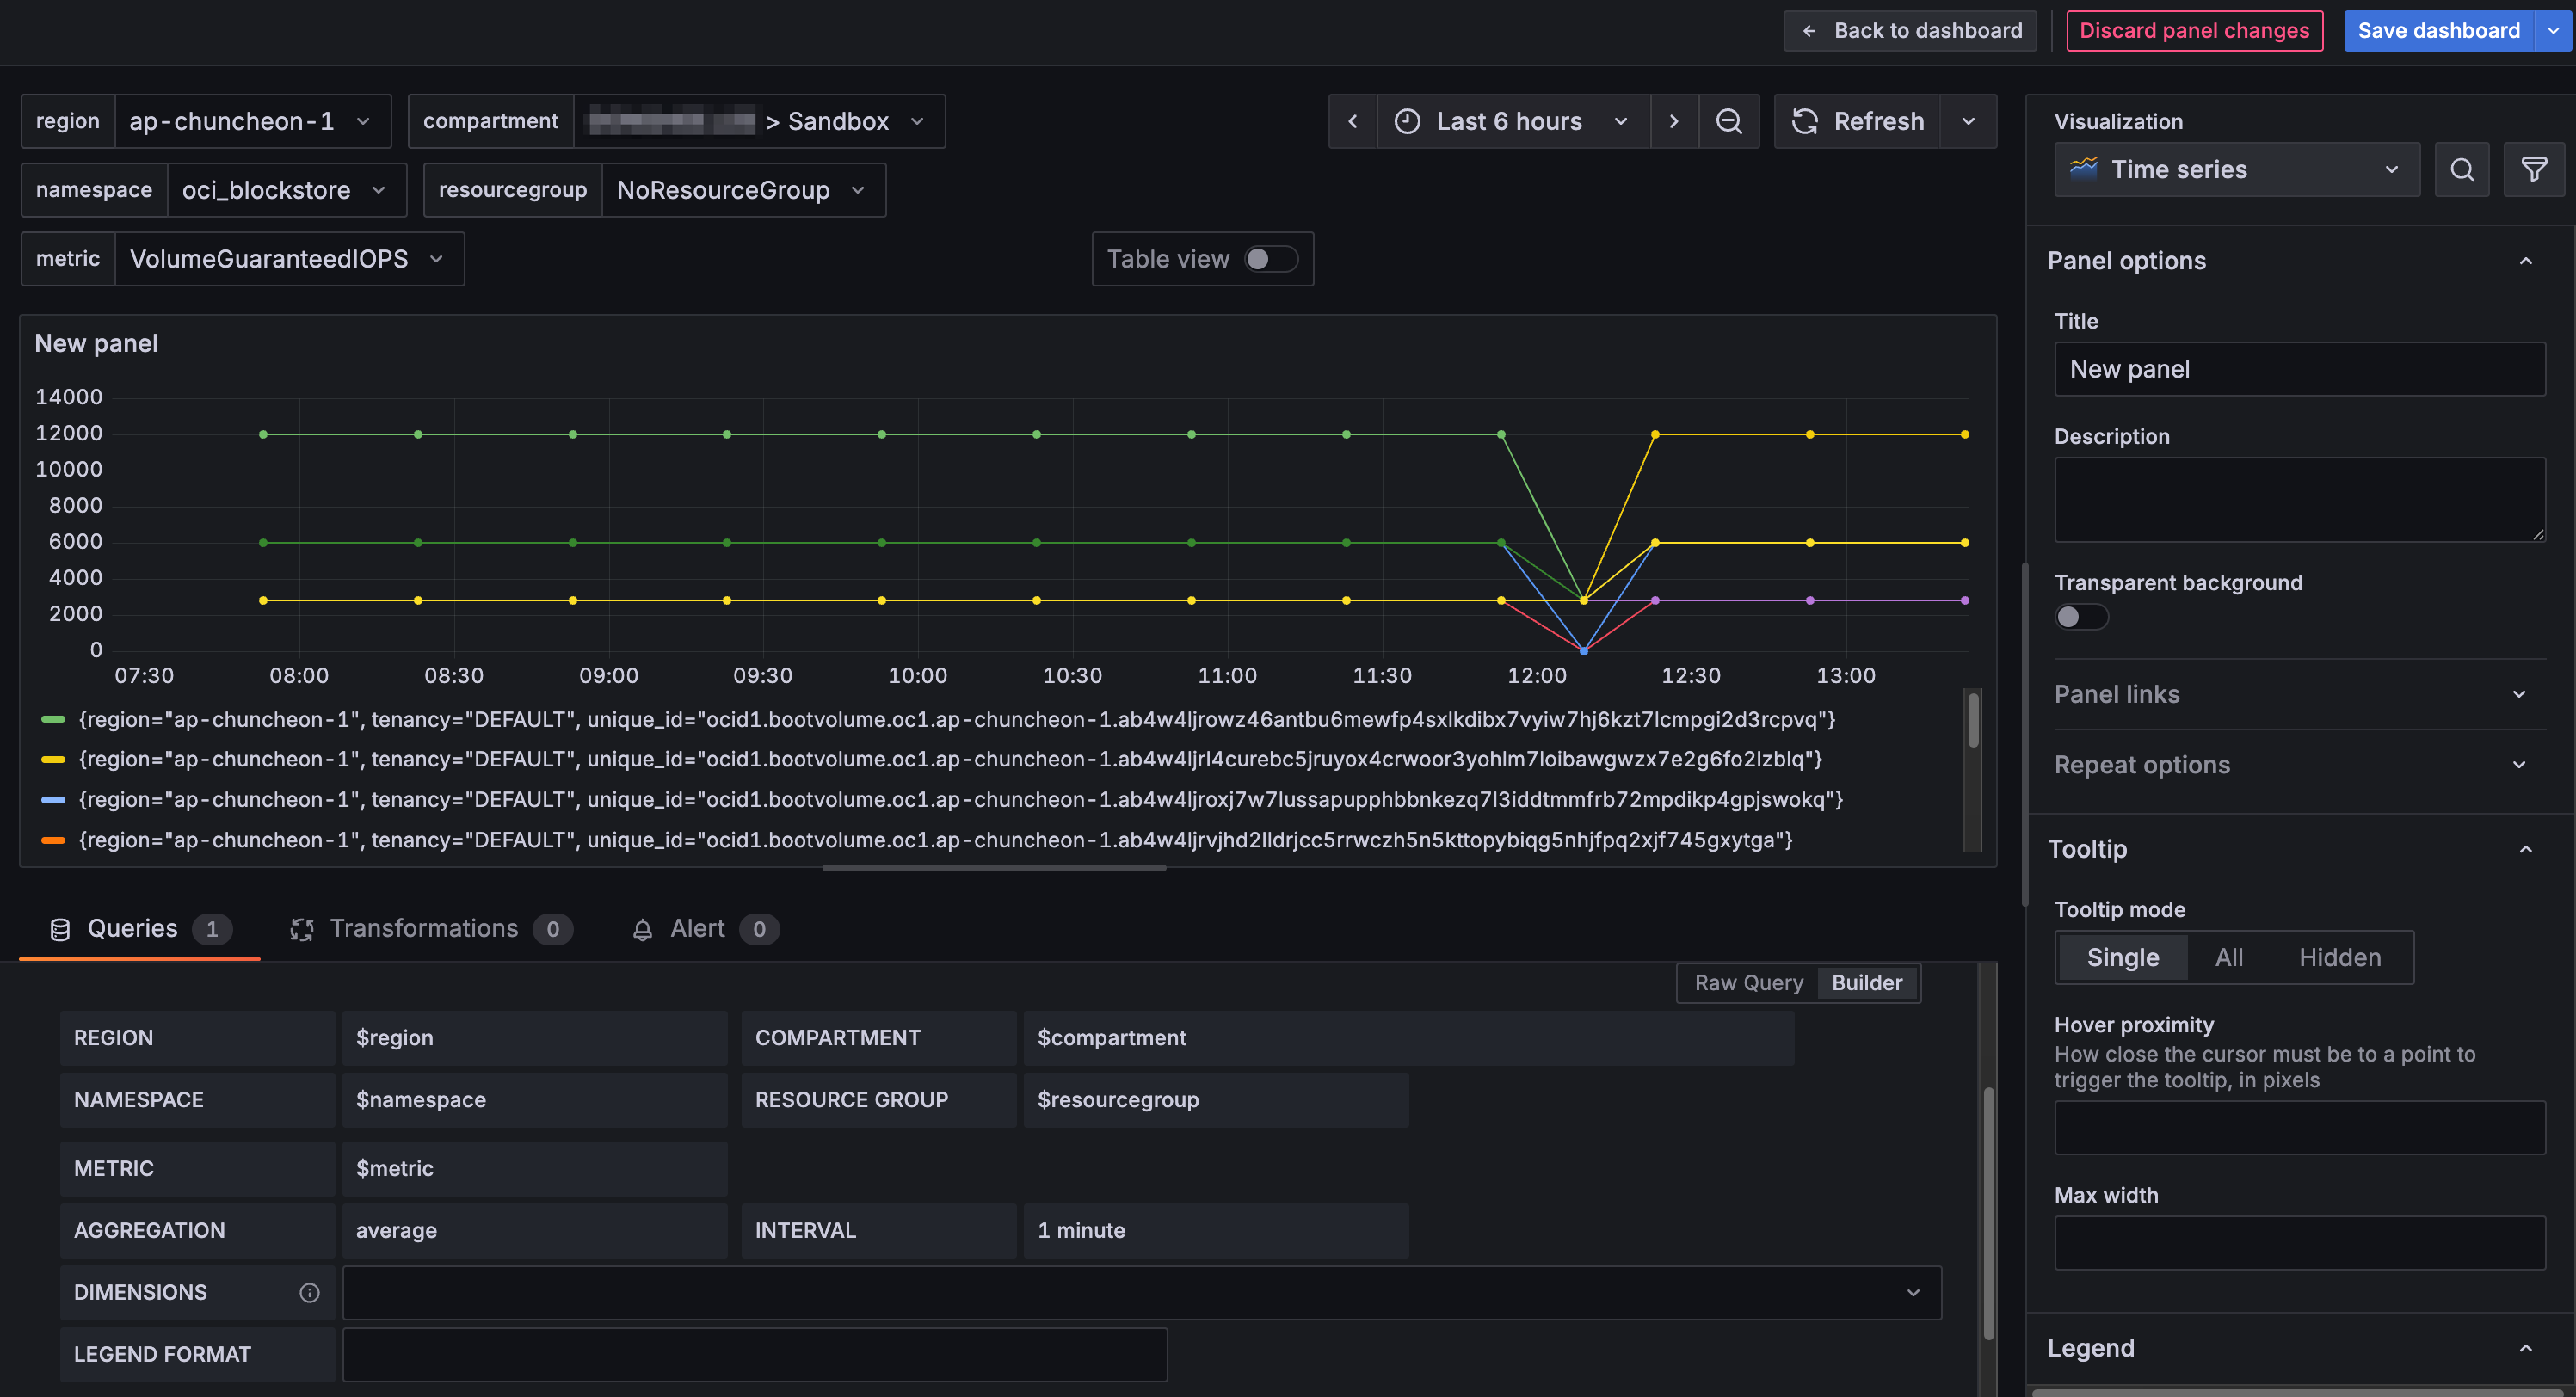 Back to dashboard
Discard panel changes
Save dashboard
region ap-chuncheon-1
compartment > Sandbox
Last 6 hours
Refresh
namespace oci_blockstore
resourcegroup NoResourceGroup
metric VolumeGuaranteedIOPS
Table view
New panel
14000
12000
10000
8000
6000
4000
2000
0
07:30 08:00 08:30 09:00 09:30 10:00 10:30 11:00 11:30 12:00 12:30 13:00
{region="ap-chuncheon-1", tenancy="DEFAULT", unique_id="ocid1.bootvolume.oc1.ap-chuncheon-1.ab4w4ljrowz46antbu6mewfp4sxlkdibx7vyiw7hj6kzt7lcmpgi2d3rcpvq"}
{region="ap-chuncheon-1", tenancy="DEFAULT", unique_id="ocid1.bootvolume.oc1.ap-chuncheon-1.ab4w4ljrl4curebc5jruyox4crwoor3yohlm7loibawgwzx7e2g6fo2lzblq"}
{region="ap-chuncheon-1", tenancy="DEFAULT", unique_id="ocid1.bootvolume.oc1.ap-chuncheon-1.ab4w4ljroxj7w7lussapupphbbnkezq7l3iddtmmfrb72mpdikp4gpjswokq"}
{region="ap-chuncheon-1", tenancy="DEFAULT", unique_id="ocid1.bootvolume.oc1.ap-chuncheon-1.ab4w4ljrvjhd2lldrjcc5rrwczh5n5kttopybiqg5nhjfpq2xjf745gxytga"}
Queries 1
Transformations 0
Alert 0
Raw Query Builder
REGION $region COMPARTMENT $compartment
NAMESPACE $namespace RESOURCE GROUP $resourcegroup
METRIC $metric
AGGREGATION average INTERVAL 1 minute
DIMENSIONS
LEGEND FORMAT
Visualization
Time series
Panel options
Title
New panel
Description
Transparent background
Panel links
Repeat options
Tooltip
Tooltip mode
Single All Hidden
Hover proximity
How close the cursor must be to a point to
trigger the tooltip, in pixels
Max width
Legend